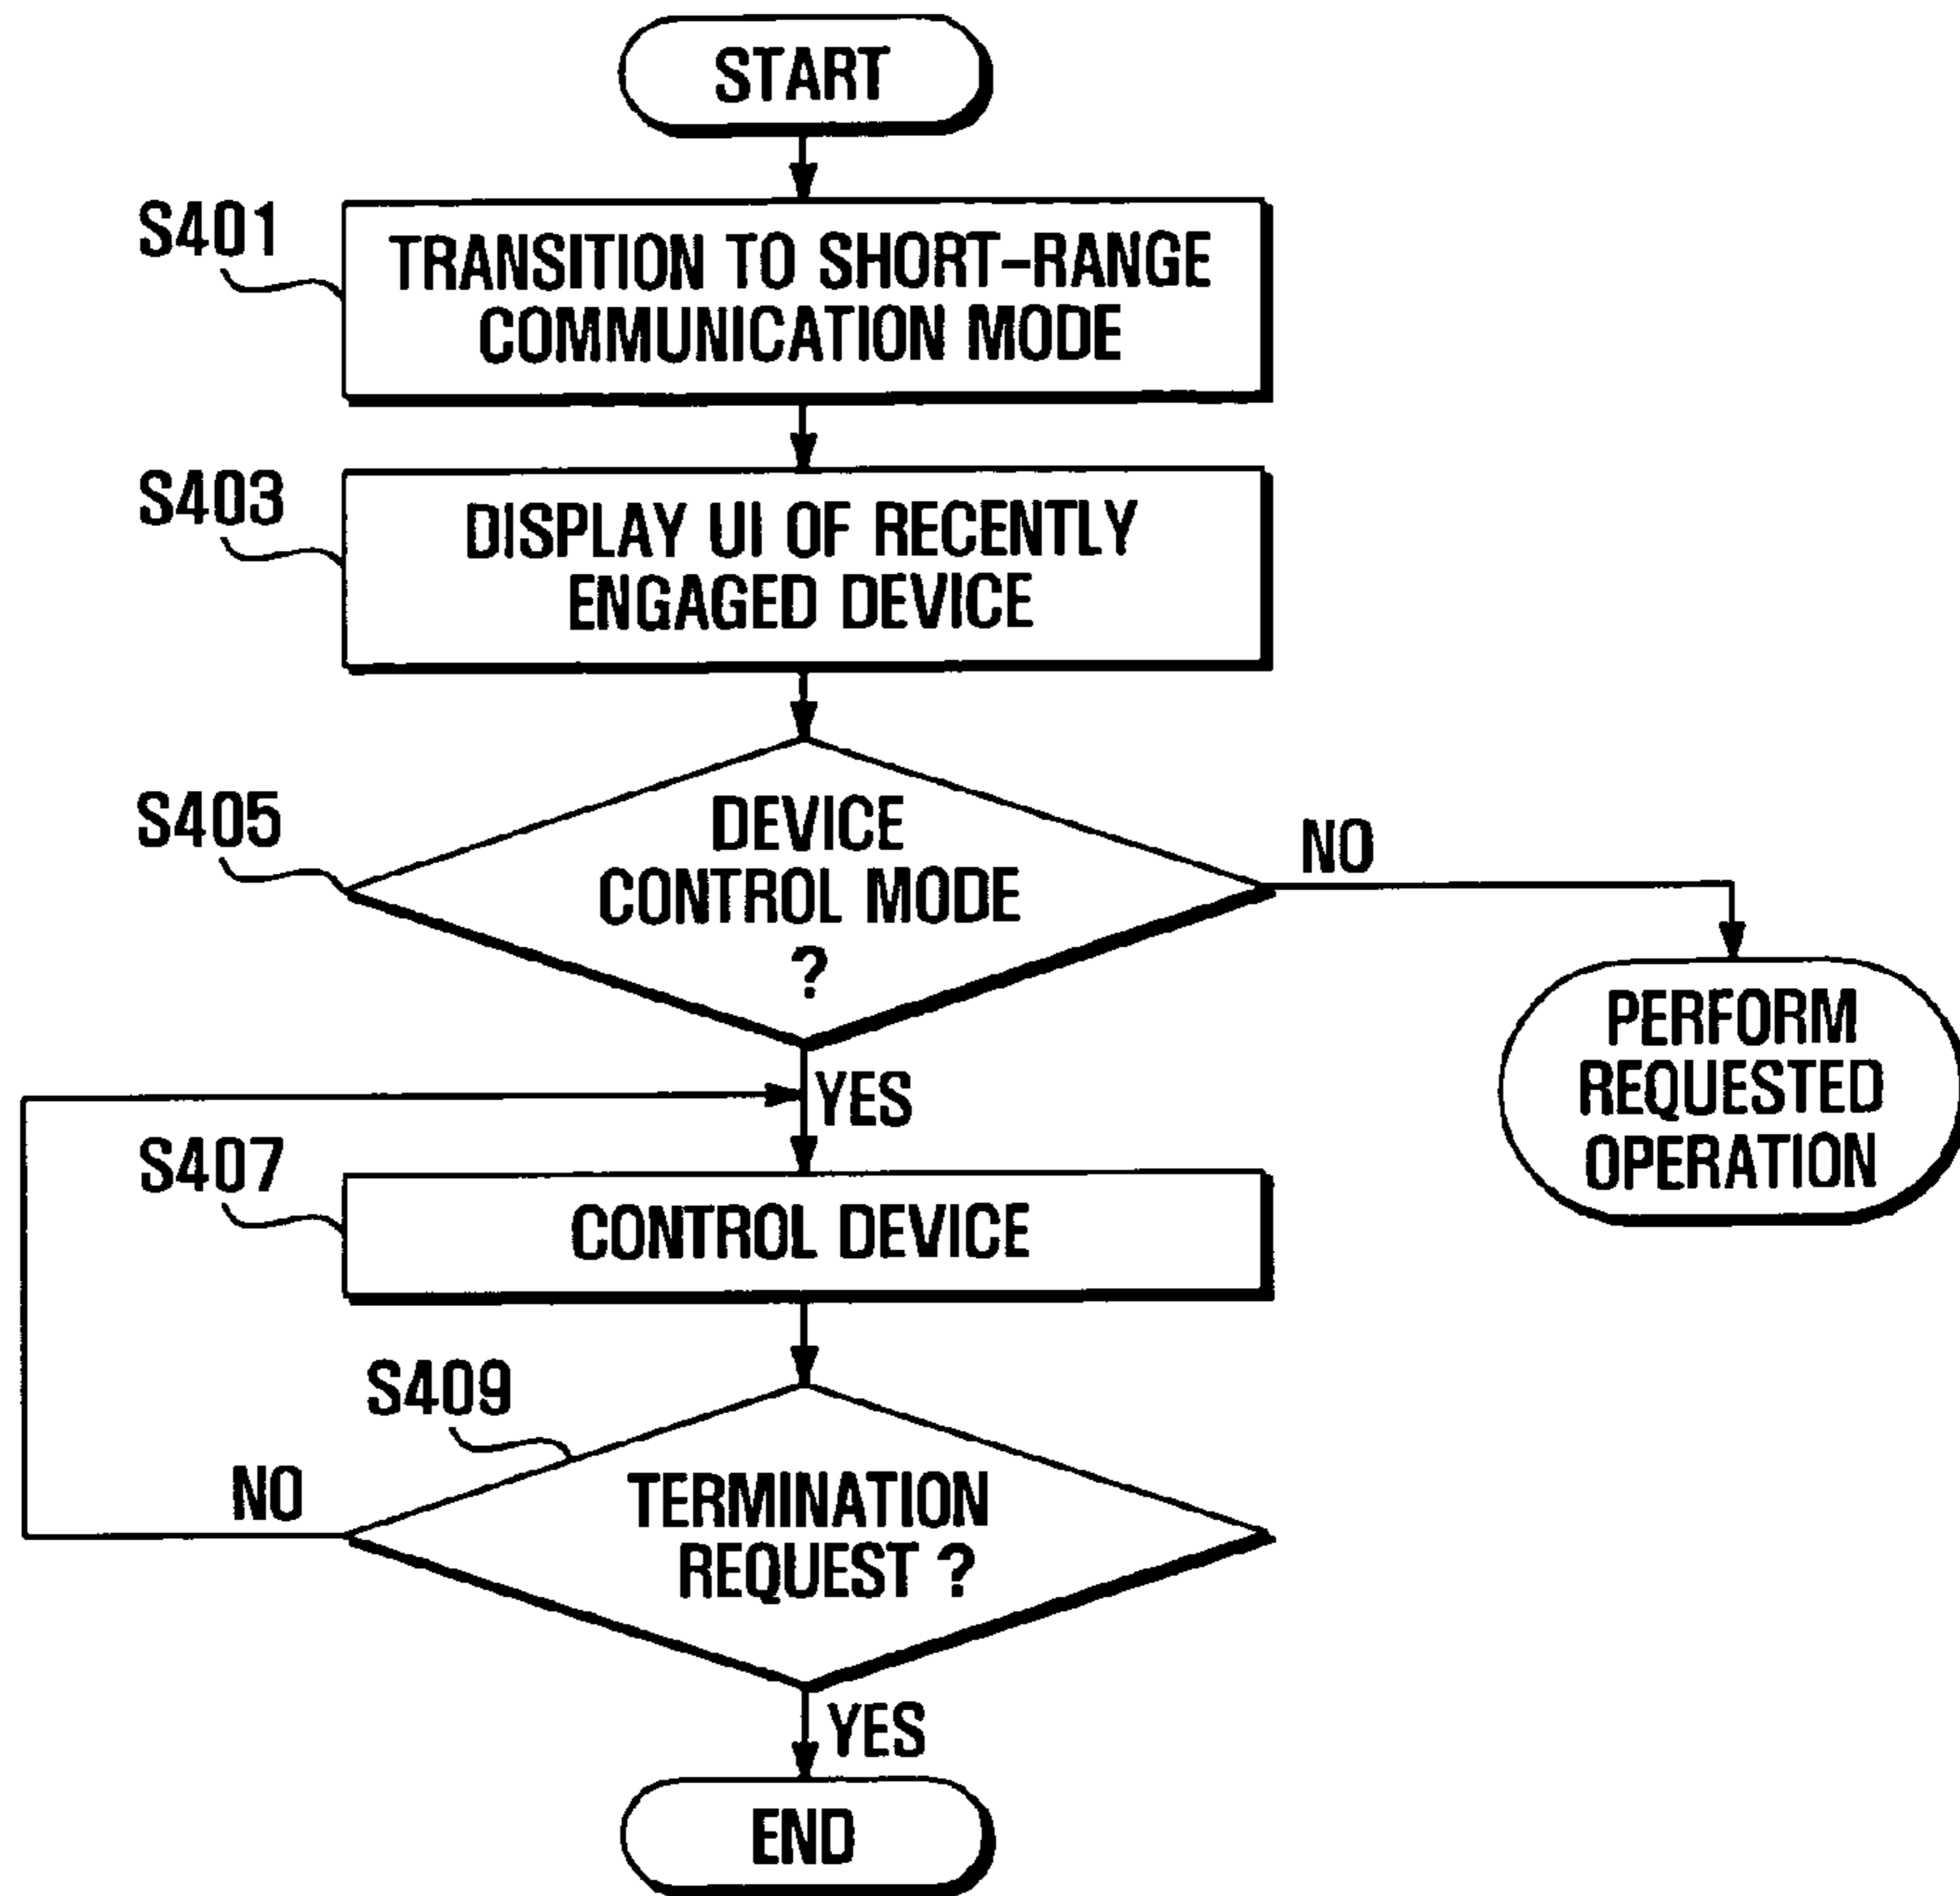 START
S401
TRANSITION TO SHORT-RANGE
COMMUNICATION MODE
S403
DISPLAY UI OF RECENTLY
ENGAGED DEVICE
S405
DEVICE
CONTROL MODE
?
NO
PERFORM
REQUESTED
OPERATION
YES
S407
CONTROL DEVICE
S409
NO
TERMINATION
REQUEST ?
YES
END